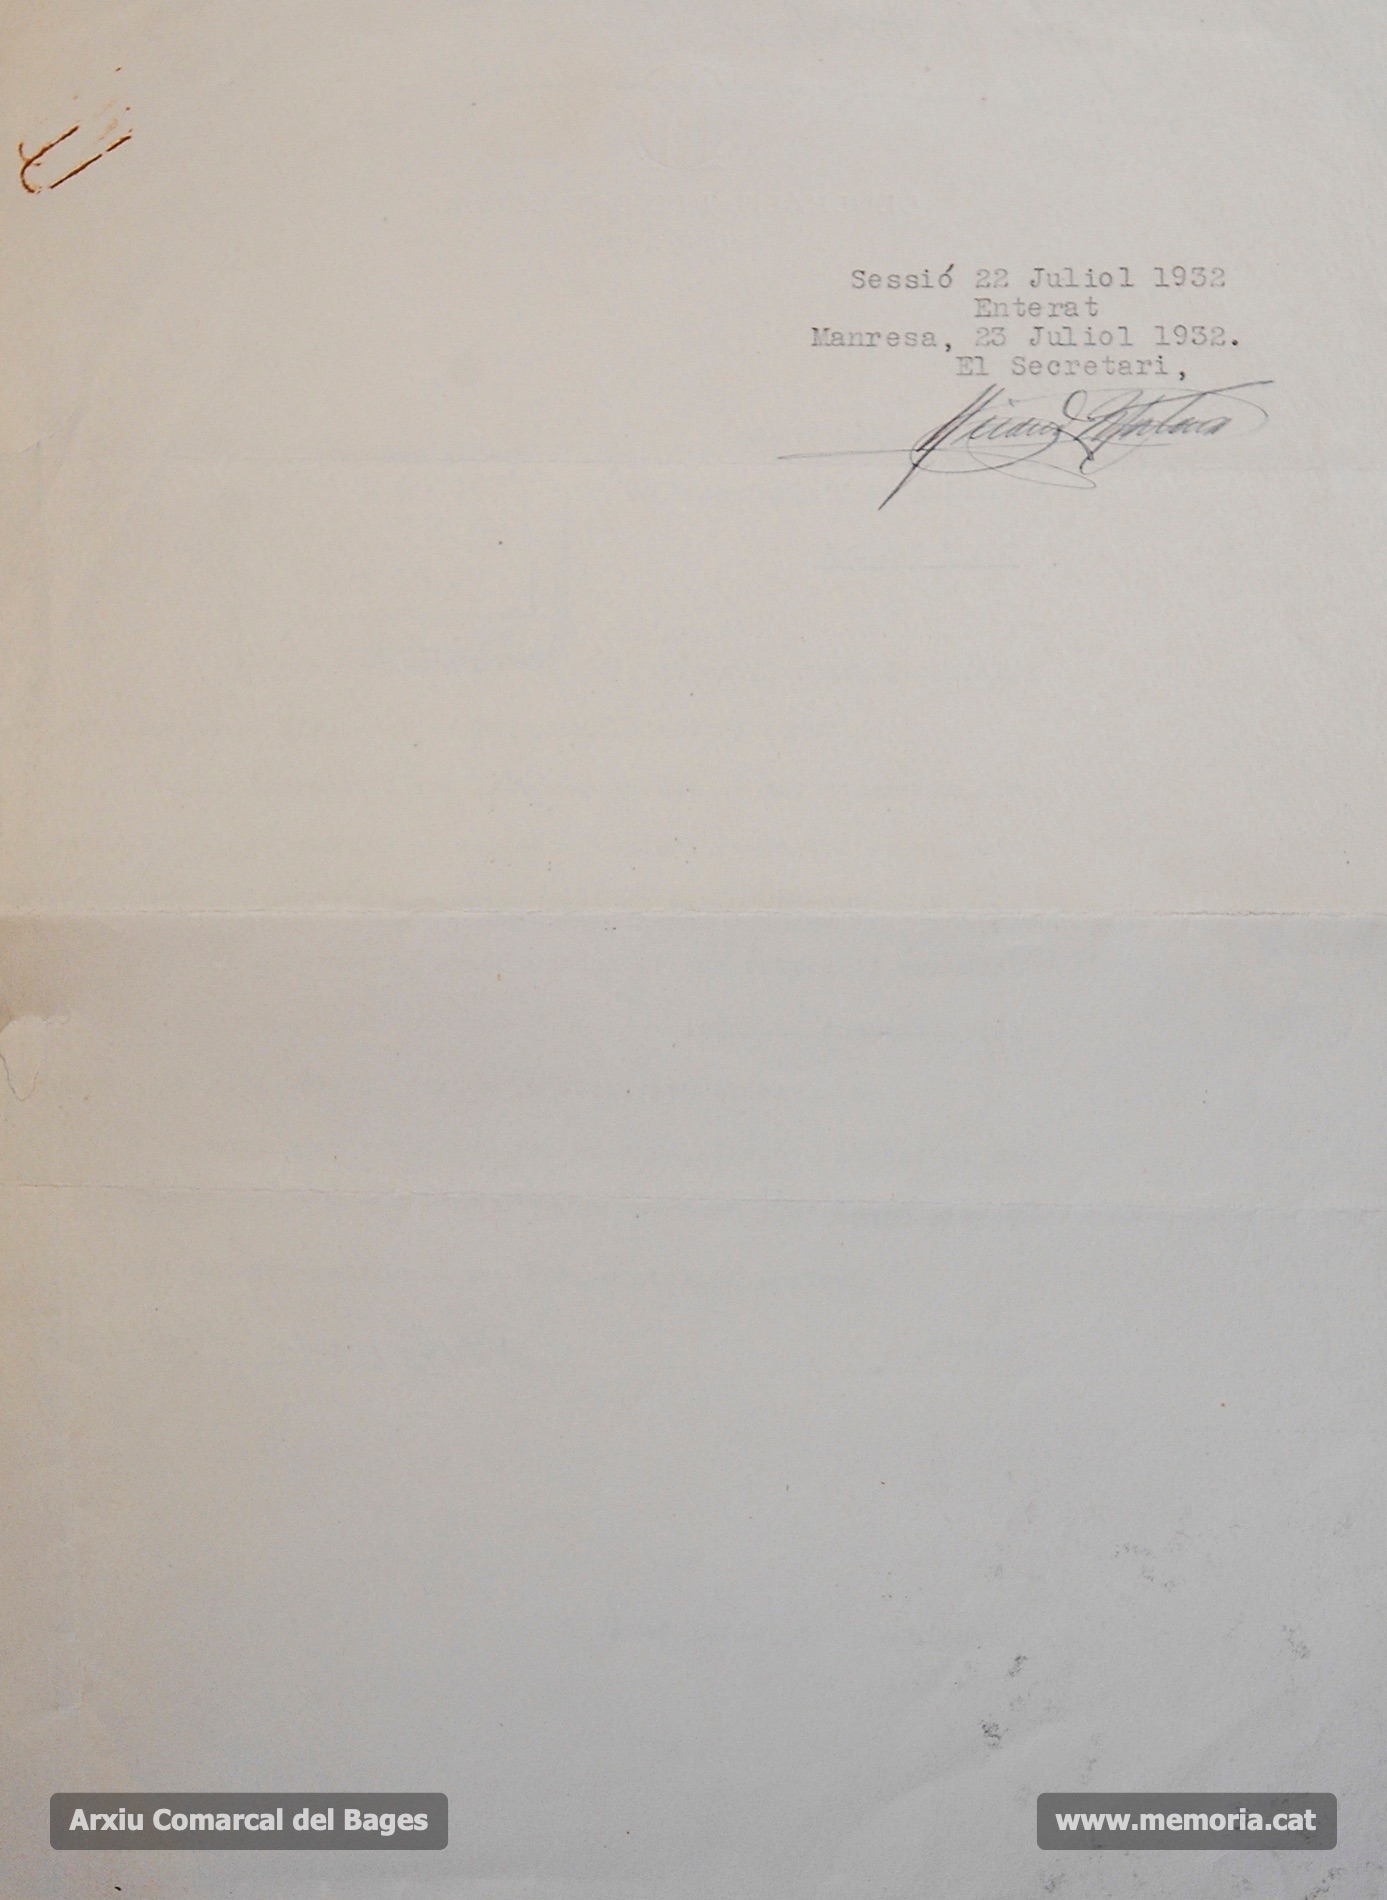 Sessió 22 Juliol 1932
Enterat
Manresa, 23 Juliol 1932.
El Secretari,
Arxiu Comarcal del Bages
www.memoria.cat